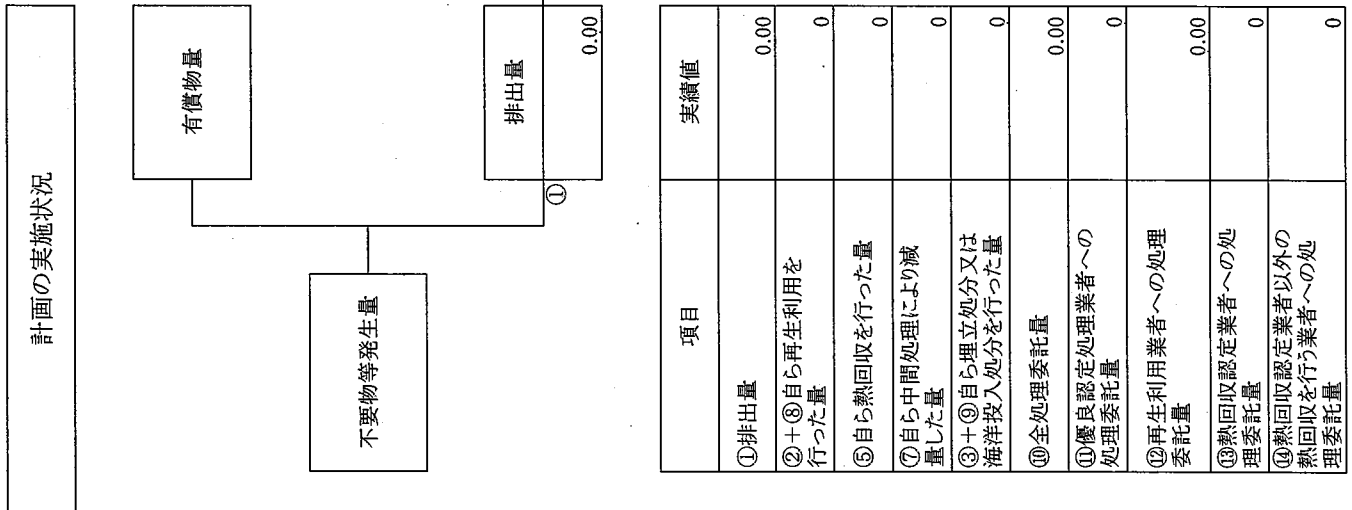 計画の実施状況
有償物量
不要物等発生量
①
排出量
0.00
項目
実績値
①排出量
0.00
②+⑧自ら再生利用を
行った量
0
⑤自ら熱回収を行った量
0
⑦自ら中間処理により減
量した量
0
③+⑨自ら埋立処分又は
海洋投入処分を行った量
0
⑩全処理委託量
0.00
⑪優良認定処理業者への
処理委託量
0
⑫再生利用業者への処理
委託量
0.00
⑬熱回収認定業者への処
理委託量
0
⑭熱回収認定業者以外の
熱回収を行う業者への処
理委託量
0